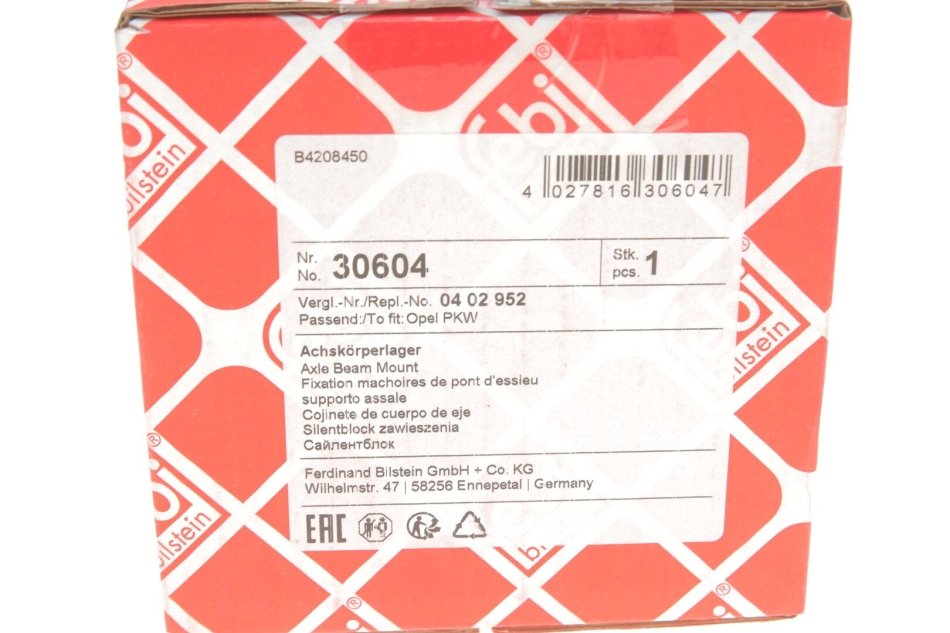 B4208450
4 027816 306047
Nr.
No. 30604
Stk.
pcs. 1
Vergl.-Nr./Repl.-No. 04 02 952
Passend:/To fit: Opel PKW
Achskörperlager
Axle Beam Mount
Fixation machoires de pont d'essieu
supporto assale
Cojinete de cuerpo de eje
Silentblock zawieszenia
Сайлентблок
Ferdinand Bilstein GmbH + Co. KG
Wilhelmstr. 47 | 58256 Ennepetal | Germany
EAC
febi
bilstein
bilstein
bilstein